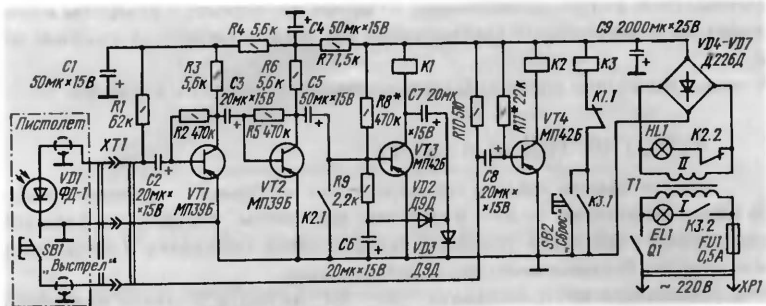 C1
50мк×15В
R1
62к
R4 5,6к
C4 50мк×15В
R3
5,6к
C3
20мк×15В
R6
5,6к
C5
50мк×15В
R7 1,5к
R8*
470к
K1
C7 20мк
×15В
R10 510*
R11* 22к
K2
K3
K1.1
C9 2000мк×25В
VD4-VD7
Д226Д
Пистолет
XT1
VD1
ФД-1
R2 470к
R5 470к
C2
20мк×
×15В
VT1
МП39Б
VT2
МП39Б
K2.1
R9
2,2к
VT3
МП42Б
VD2
Д9Д
C6
20мк×15В
VD3
Д9Д
C8
20мк×
×15В
VT4
МП42Б
SB2
"Сброс"
K3.1
HL1
K2.2
II
T1
I
EL1
K3.2
Q1
FU1
0,5А
~ 220В
XP1
SB1
"Выстрел"